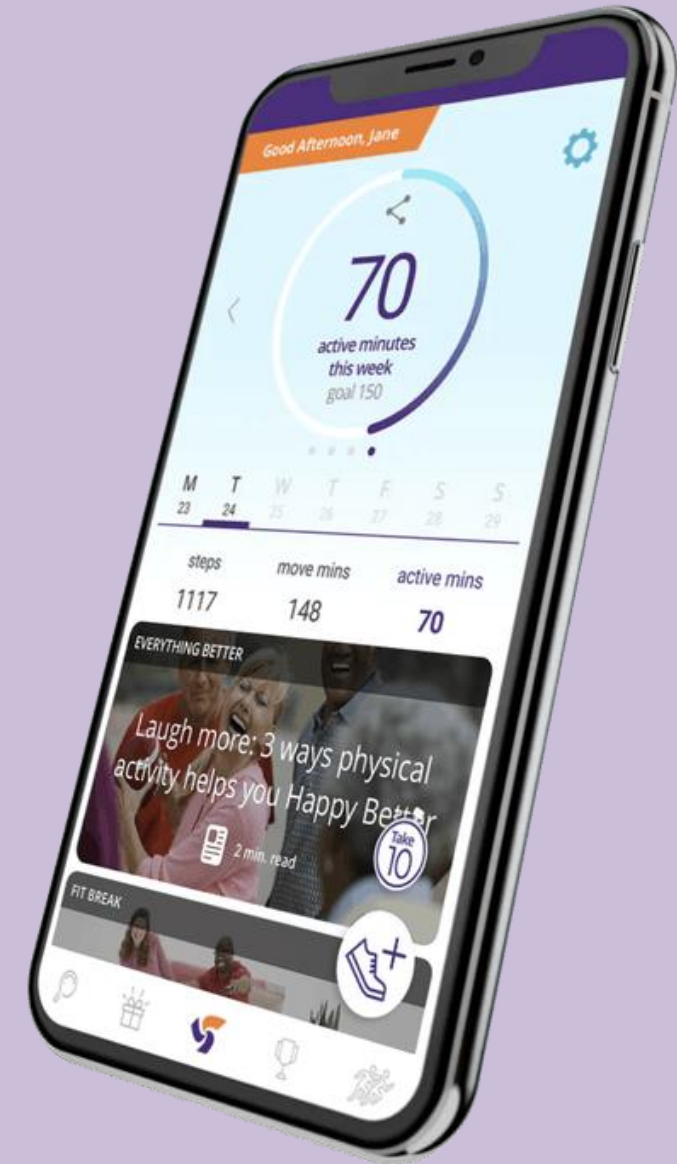 Good Afternoon, Jane
70
active minutes
this week
goal 150
M T W T F S S
23 24 25 26 27 28 29
steps move mins active mins
1117 148 70
EVERYTHING BETTER
Laugh more: 3 ways physical
activity helps you Happy Better
2 min. read
Take
10
FIT BREAK